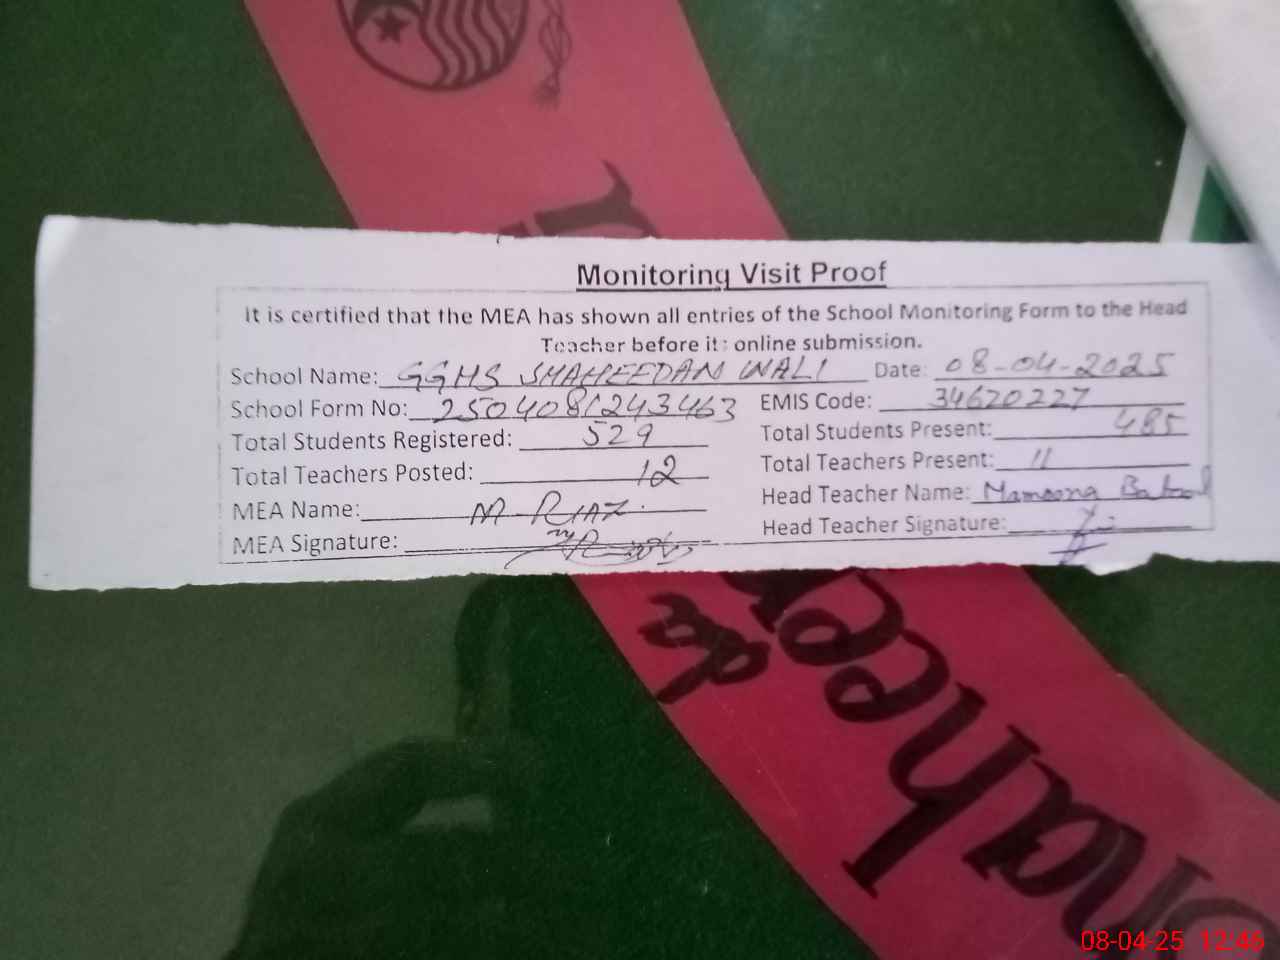 Monitoring Visit Proof
It is certified that the MEA has shown all entries of the School Monitoring Form to the Head
Teacher before it: online submission.
School Name: GGHS SHAHEEDAN WALI Date: 08-04-2025
School Form No: 2504081243463 EMIS Code: 34620227
Total Students Registered: 529 Total Students Present: 485
Total Teachers Posted: 12 Total Teachers Present: 11
MEA Name: M RIAZ. Head Teacher Name: Mamoona Batool
MEA Signature: Head Teacher Signature:
08-04-25 12:46